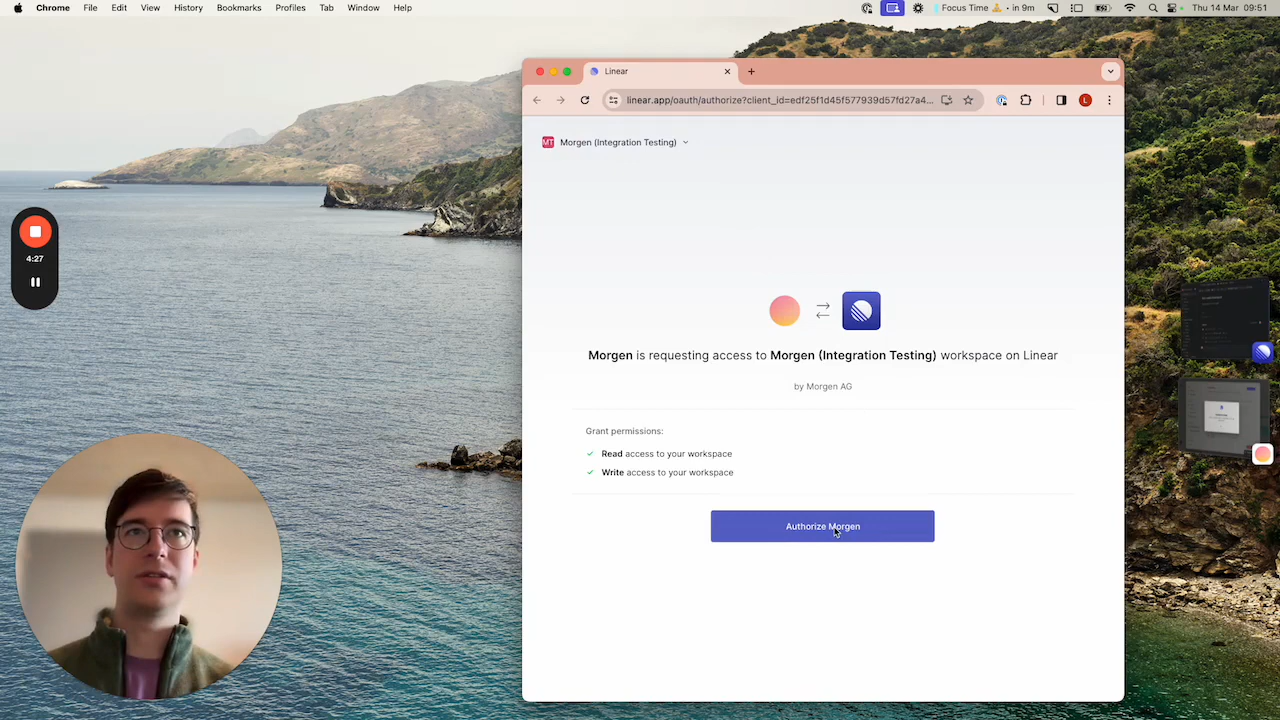 Chrome File Edit View History Bookmarks Profiles Tab Window Help
Focus Time • in 9m Thu 14 Mar 09:51
Linear
linear.app/oauth/authorize?client_id=edf25f1d45f577939d57fd27a4...
L
MT Morgen (Integration Testing)
4:27
Morgen is requesting access to Morgen (Integration Testing) workspace on Linear
by Morgen AG
Grant permissions:
Read access to your workspace
Write access to your workspace
Authorize Morgen